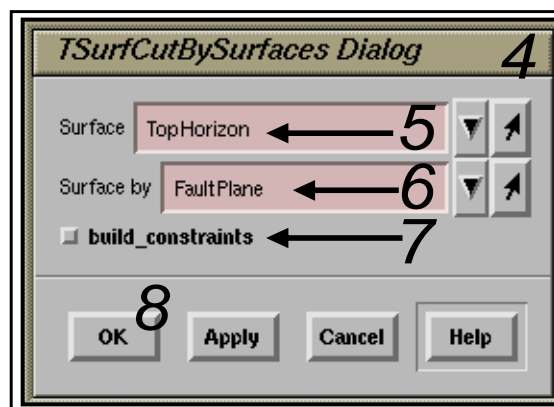 TSurfCutBySurfaces Dialog 4
Surface TopHorizon 5
Surface by FaultPlane 6
build_constraints 7
8
OK Apply Cancel Help